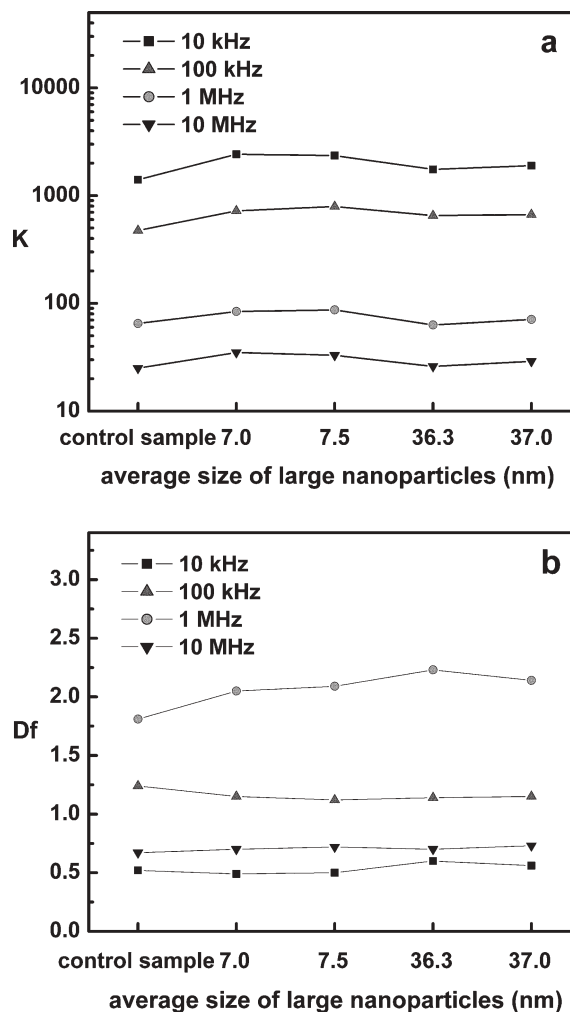 a
10 kHz
100 kHz
1 MHz
10 MHz
10000
1000
K
100
10
control sample 7.0 7.5 36.3 37.0
average size of large nanoparticles (nm)
b
10 kHz
100 kHz
1 MHz
10 MHz
3.0
2.5
2.0
Df
1.5
1.0
0.5
0.0
control sample 7.0 7.5 36.3 37.0
average size of large nanoparticles (nm)